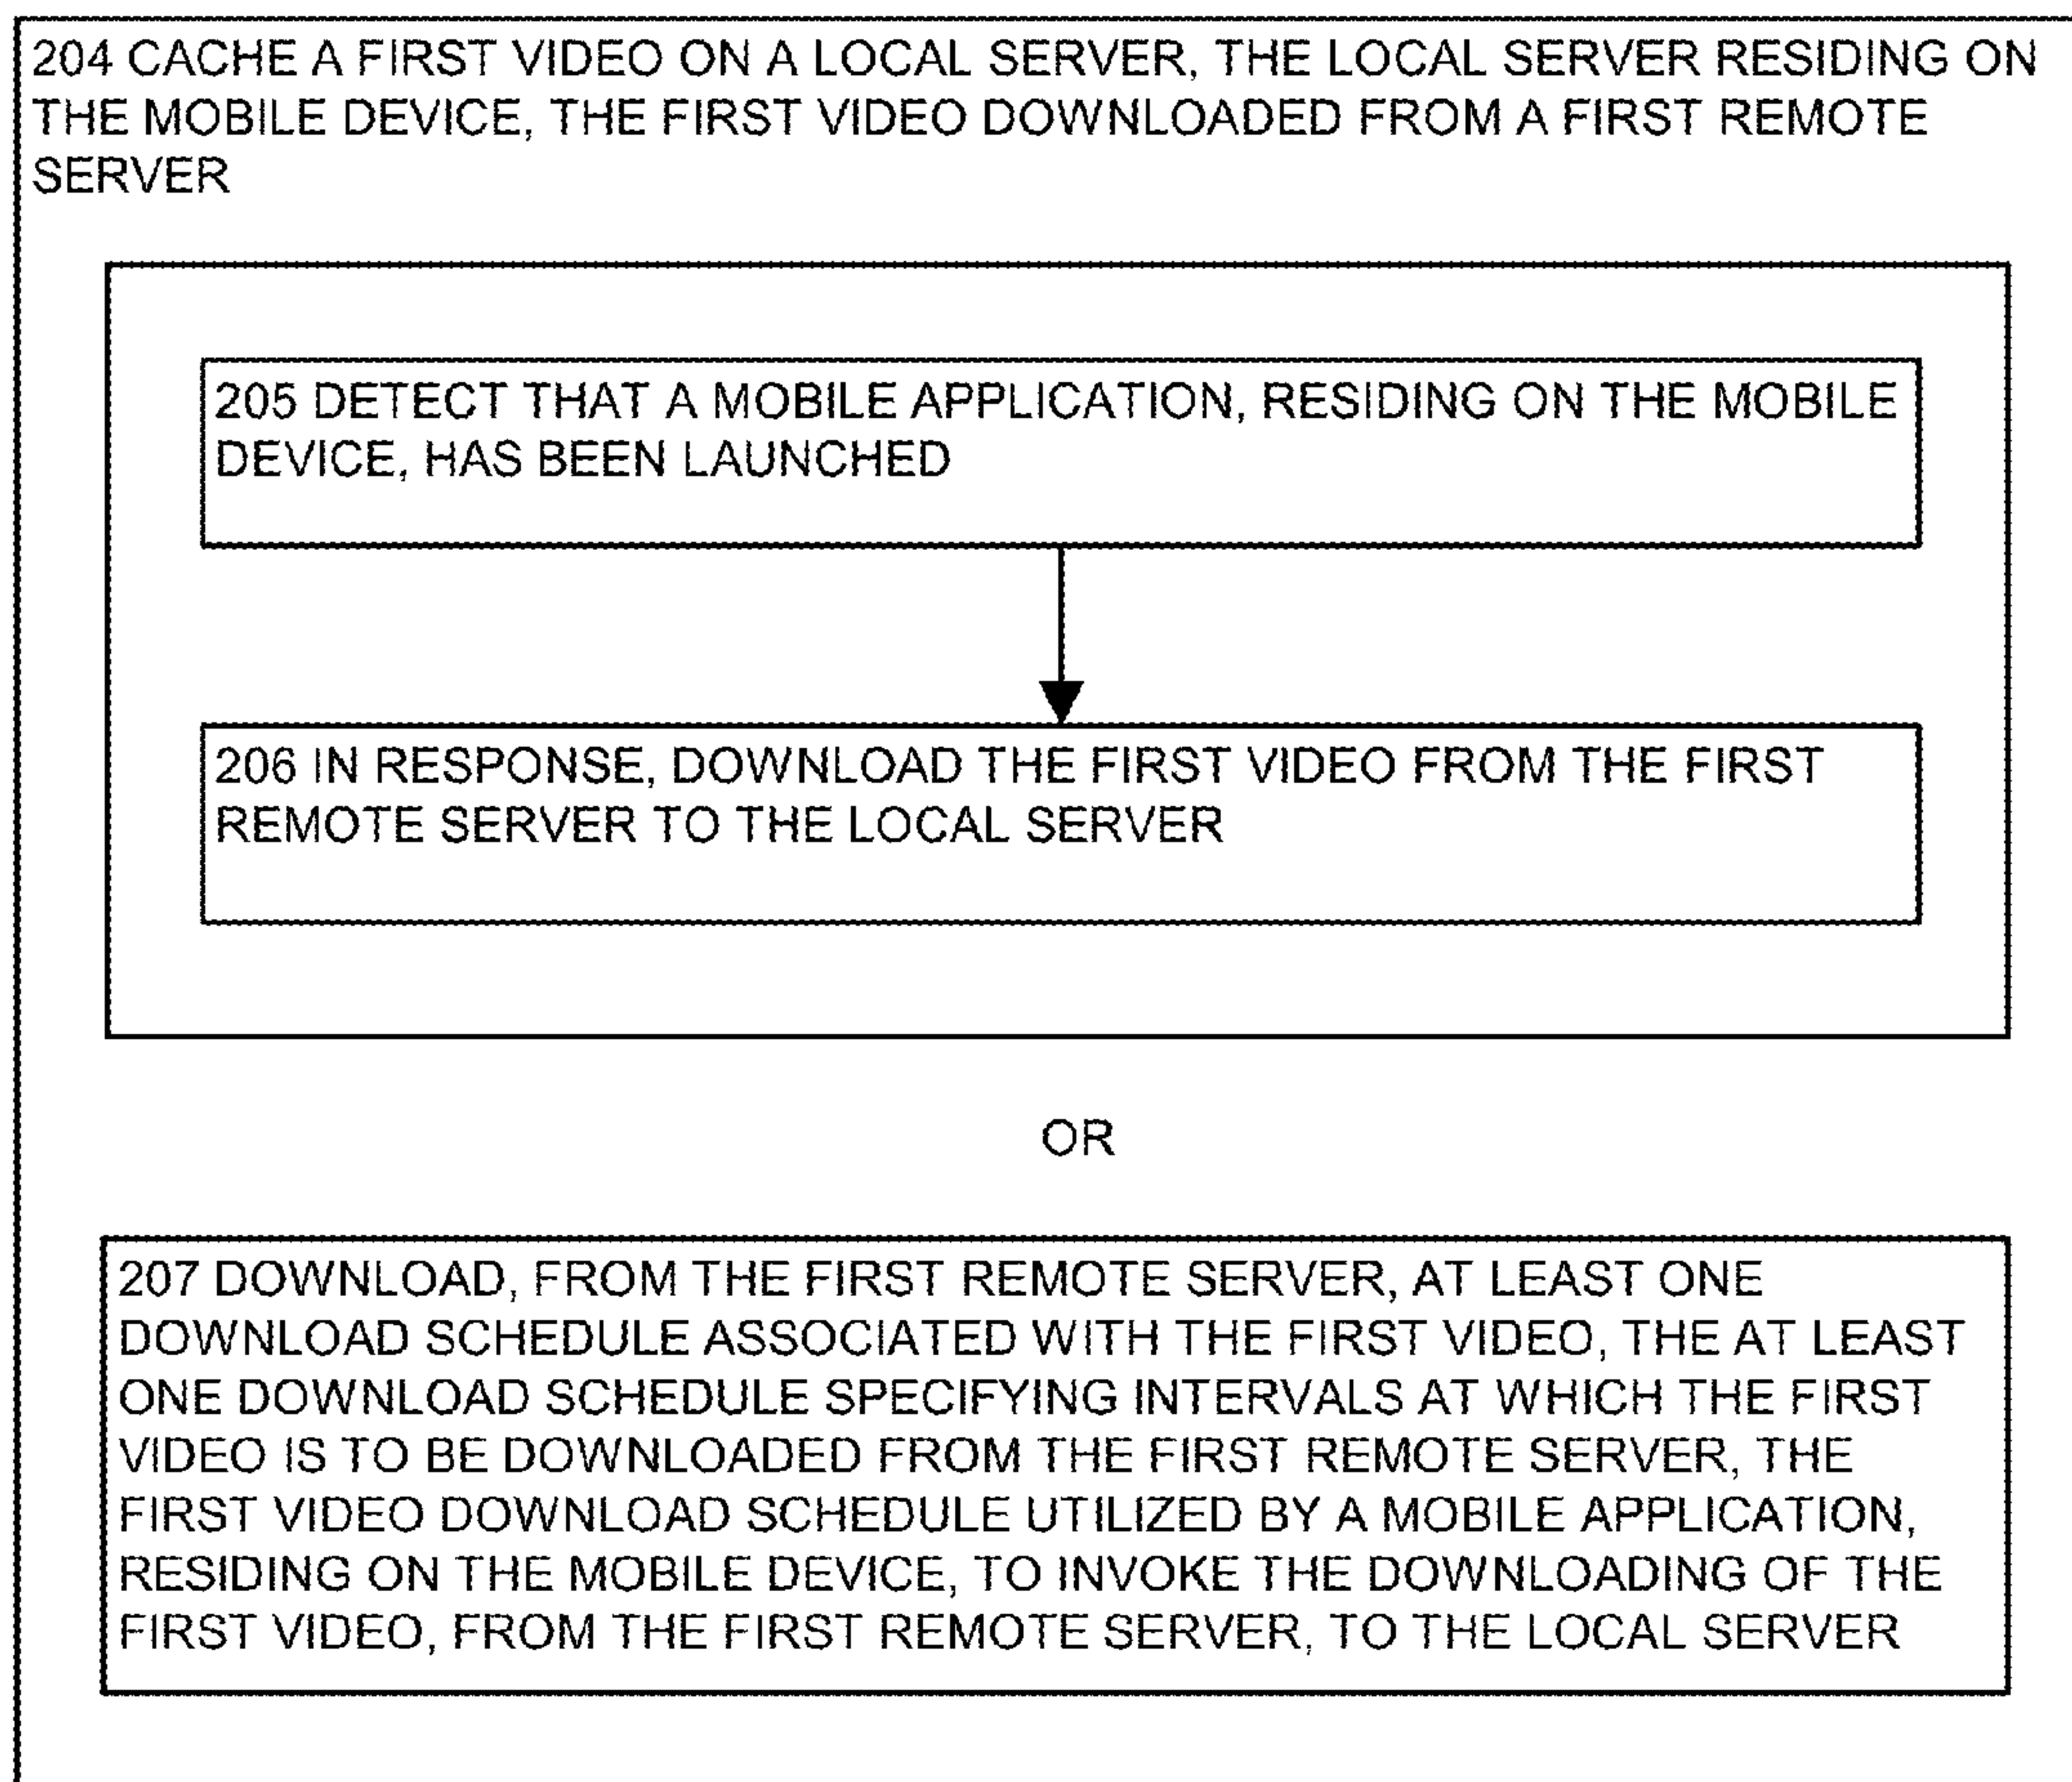 204 CACHE A FIRST VIDEO ON A LOCAL SERVER, THE LOCAL SERVER RESIDING ON
THE MOBILE DEVICE, THE FIRST VIDEO DOWNLOADED FROM A FIRST REMOTE
SERVER
205 DETECT THAT A MOBILE APPLICATION, RESIDING ON THE MOBILE
DEVICE, HAS BEEN LAUNCHED
206 IN RESPONSE, DOWNLOAD THE FIRST VIDEO FROM THE FIRST
REMOTE SERVER TO THE LOCAL SERVER
OR
207 DOWNLOAD, FROM THE FIRST REMOTE SERVER, AT LEAST ONE
DOWNLOAD SCHEDULE ASSOCIATED WITH THE FIRST VIDEO, THE AT LEAST
ONE DOWNLOAD SCHEDULE SPECIFYING INTERVALS AT WHICH THE FIRST
VIDEO IS TO BE DOWNLOADED FROM THE FIRST REMOTE SERVER, THE
FIRST VIDEO DOWNLOAD SCHEDULE UTILIZED BY A MOBILE APPLICATION,
RESIDING ON THE MOBILE DEVICE, TO INVOKE THE DOWNLOADING OF THE
FIRST VIDEO, FROM THE FIRST REMOTE SERVER, TO THE LOCAL SERVER